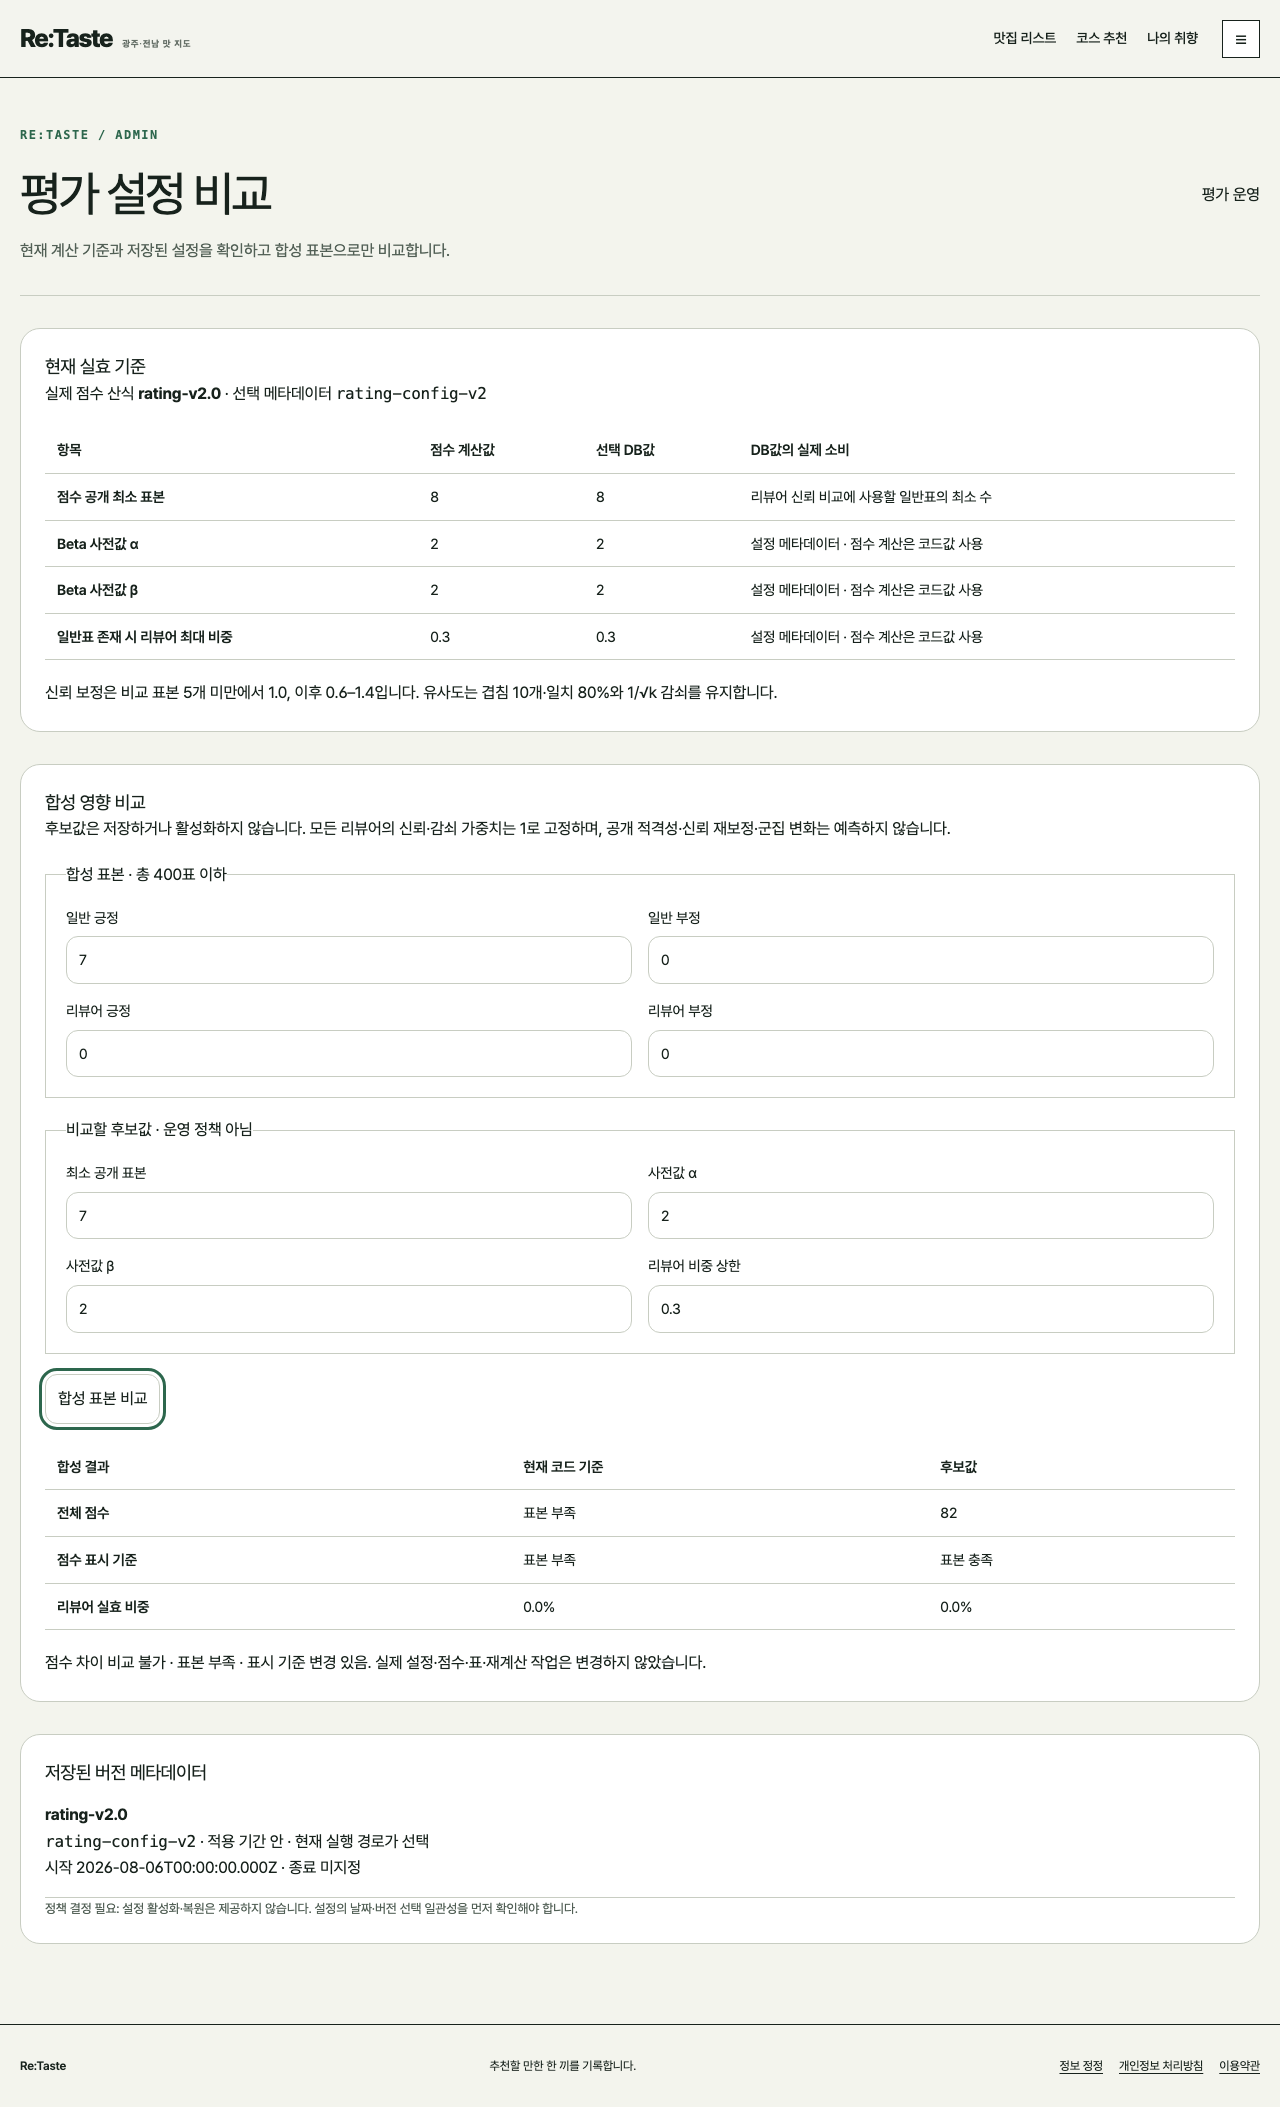 Re:Taste 광주·전남 맛 지도
맛집 리스트 코스 추천 나의 취향 ≡
RE:TASTE / ADMIN
평가 설정 비교
평가 운영
현재 계산 기준과 저장된 설정을 확인하고 합성 표본으로만 비교합니다.
현재 실효 기준
실제 점수 산식 rating-v2.0 · 선택 메타데이터 rating-config-v2
항목 점수 계산값 선택 DB값 DB값의 실제 소비
점수 공개 최소 표본 8 8 리뷰어 신뢰 비교에 사용할 일반표의 최소 수
Beta 사전값 α 2 2 설정 메타데이터 · 점수 계산은 코드값 사용
Beta 사전값 β 2 2 설정 메타데이터 · 점수 계산은 코드값 사용
일반표 존재 시 리뷰어 최대 비중 0.3 0.3 설정 메타데이터 · 점수 계산은 코드값 사용
신뢰 보정은 비교 표본 5개 미만에서 1.0, 이후 0.6–1.4입니다. 유사도는 겹침 10개·일치 80%와 1/√k 감쇠를 유지합니다.
합성 영향 비교
후보값은 저장하거나 활성화하지 않습니다. 모든 리뷰어의 신뢰·감쇠 가중치는 1로 고정하며, 공개 적격성·신뢰 재보정·군집 변화는 예측하지 않습니다.
합성 표본 · 총 400표 이하
일반 긍정 일반 부정
7 0
리뷰어 긍정 리뷰어 부정
0 0
비교할 후보값 · 운영 정책 아님
최소 공개 표본 사전값 α
7 2
사전값 β 리뷰어 비중 상한
2 0.3
합성 표본 비교
합성 결과 현재 코드 기준 후보값
전체 점수 표본 부족 82
점수 표시 기준 표본 부족 표본 충족
리뷰어 실효 비중 0.0% 0.0%
점수 차이 비교 불가 · 표본 부족 · 표시 기준 변경 있음. 실제 설정·점수·표·재계산 작업은 변경하지 않았습니다.
저장된 버전 메타데이터
rating-v2.0
rating-config-v2 · 적용 기간 안 · 현재 실행 경로가 선택
시작 2026-08-06T00:00:00.000Z · 종료 미지정
정책 결정 필요: 설정 활성화·복원은 제공하지 않습니다. 설정의 날짜·버전 선택 일관성을 먼저 확인해야 합니다.
Re:Taste 추천할 만한 한 끼를 기록합니다. 정보 정정 개인정보 처리방침 이용약관